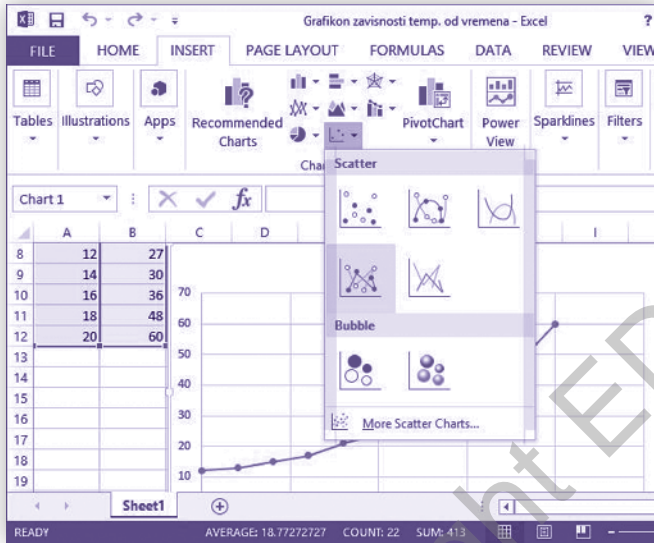 Grafikon zavisnosti temp. od vremena - Excel ?
FILE HOME INSERT PAGE LAYOUT FORMULAS DATA REVIEW VIEW
Tables Illustrations Apps Recommended Charts PivotChart Power View Sparklines Filters
Cha
Scatter
Chart 1 fx
A B C D I
8 12 27
9 14 30
10 16 36
11 18 48
12 20 60
13
14
15
16
17
18
19
70
60
50
40
30
20
10
Bubble
More Scatter Charts...
Sheet1
READY AVERAGE: 18.77272727 COUNT: 22 SUM: 413
ht ED